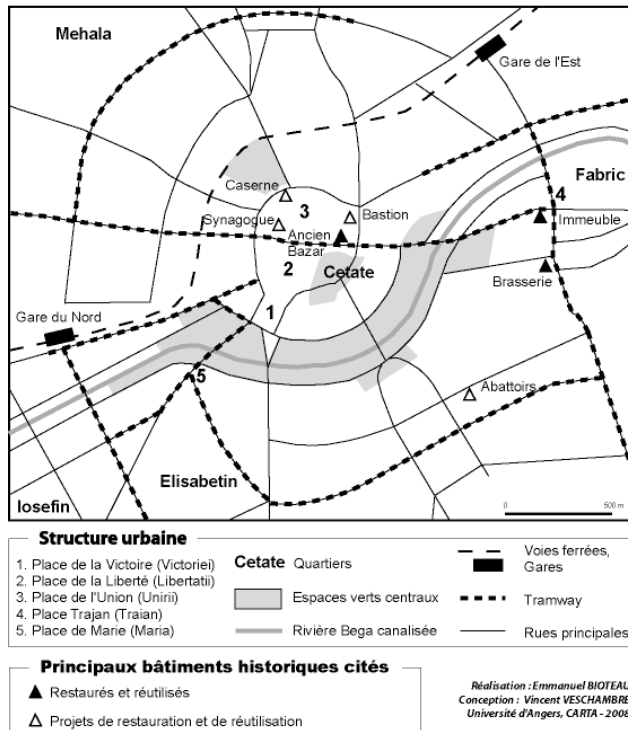 Mehala
Gare de l'Est
Fabric
Caserne
3
4
Synagogue
Bastion
Immeuble
Ancien
Bazar
2
Cetate
Brasserie
1
Gare du Nord
5
Abattoirs
Elisabetin
Iosefin
0 500 m
Structure urbaine
1. Place de la Victoire (Victoriei)
2. Place de la Liberté (Libertatii)
3. Place de l'Union (Unirii)
4. Place Trajan (Traian)
5. Place de Marie (Maria)
Cetate Quartiers
Espaces verts centraux
Rivière Bega canalisée
Voies ferrées,
Gares
Tramway
Rues principales
Principaux bâtiments historiques cités
Restaurés et réutilisés
Projets de restauration et de réutilisation
Réalisation : Emmanuel BIOTEAU
Conception : Vincent VESCHAMBRE
Université d'Angers, CARTA - 2008